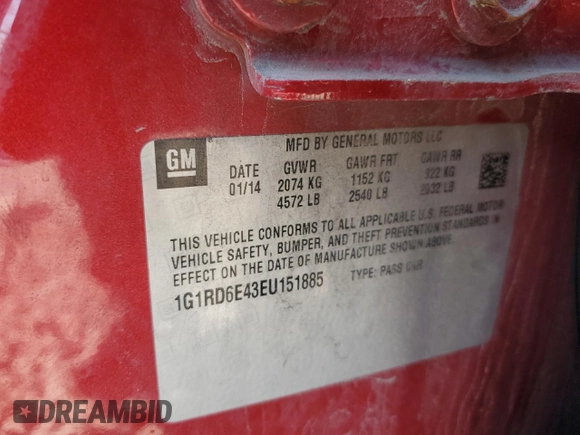 MFD BY GENERAL MOTORS LLC
GM
DATE GVWR GAWR FRT GAWR RR
01/14 2074 KG 1152 KG 922 KG
4572 LB 2540 LB 2032 LB
THIS VEHICLE CONFORMS TO ALL APPLICABLE U.S. FEDERAL MOTOR
VEHICLE SAFETY, BUMPER, AND THEFT PREVENTION STANDARDS IN
EFFECT ON THE DATE OF MANUFACTURE SHOWN ABOVE.
1G1RD6E43EU151885 TYPE: PASS CAR
DREAMBID